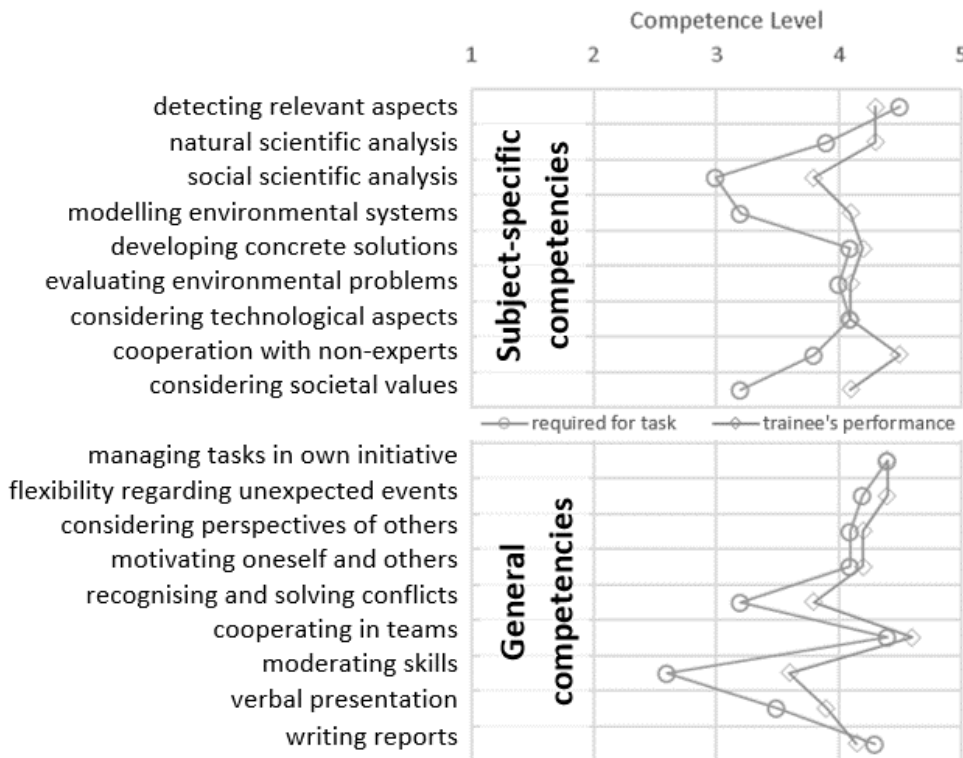 Competence Level
1 2 3 4 5
detecting relevant aspects
natural scientific analysis
social scientific analysis
modelling environmental systems
developing concrete solutions
evaluating environmental problems
considering technological aspects
cooperation with non-experts
considering societal values
Subject-specific
competencies
required for task trainee's performance
managing tasks in own initiative
flexibility regarding unexpected events
considering perspectives of others
motivating oneself and others
recognising and solving conflicts
cooperating in teams
moderating skills
verbal presentation
writing reports
General
competencies